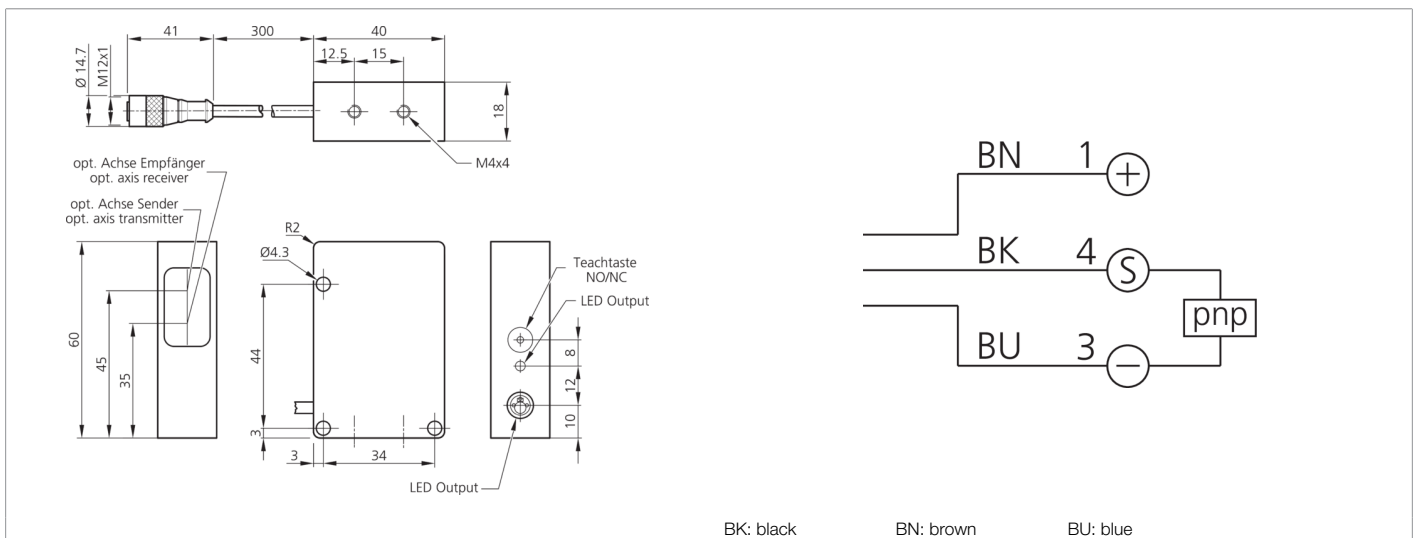 41
300
40
12.5
15
Ø 14.7
M12x1
18
M4x4
opt. Achse Empfänger
opt. axis receiver
opt. Achse Sender
opt. axis transmitter
R2
Ø4.3
Teachtaste
NO/NC
LED Output
60
45
35
44
3
3
34
8
12
10
LED Output
BN 1 +
BK 4 S
pnp
BU 3 −
BK: black BN: brown BU: blue